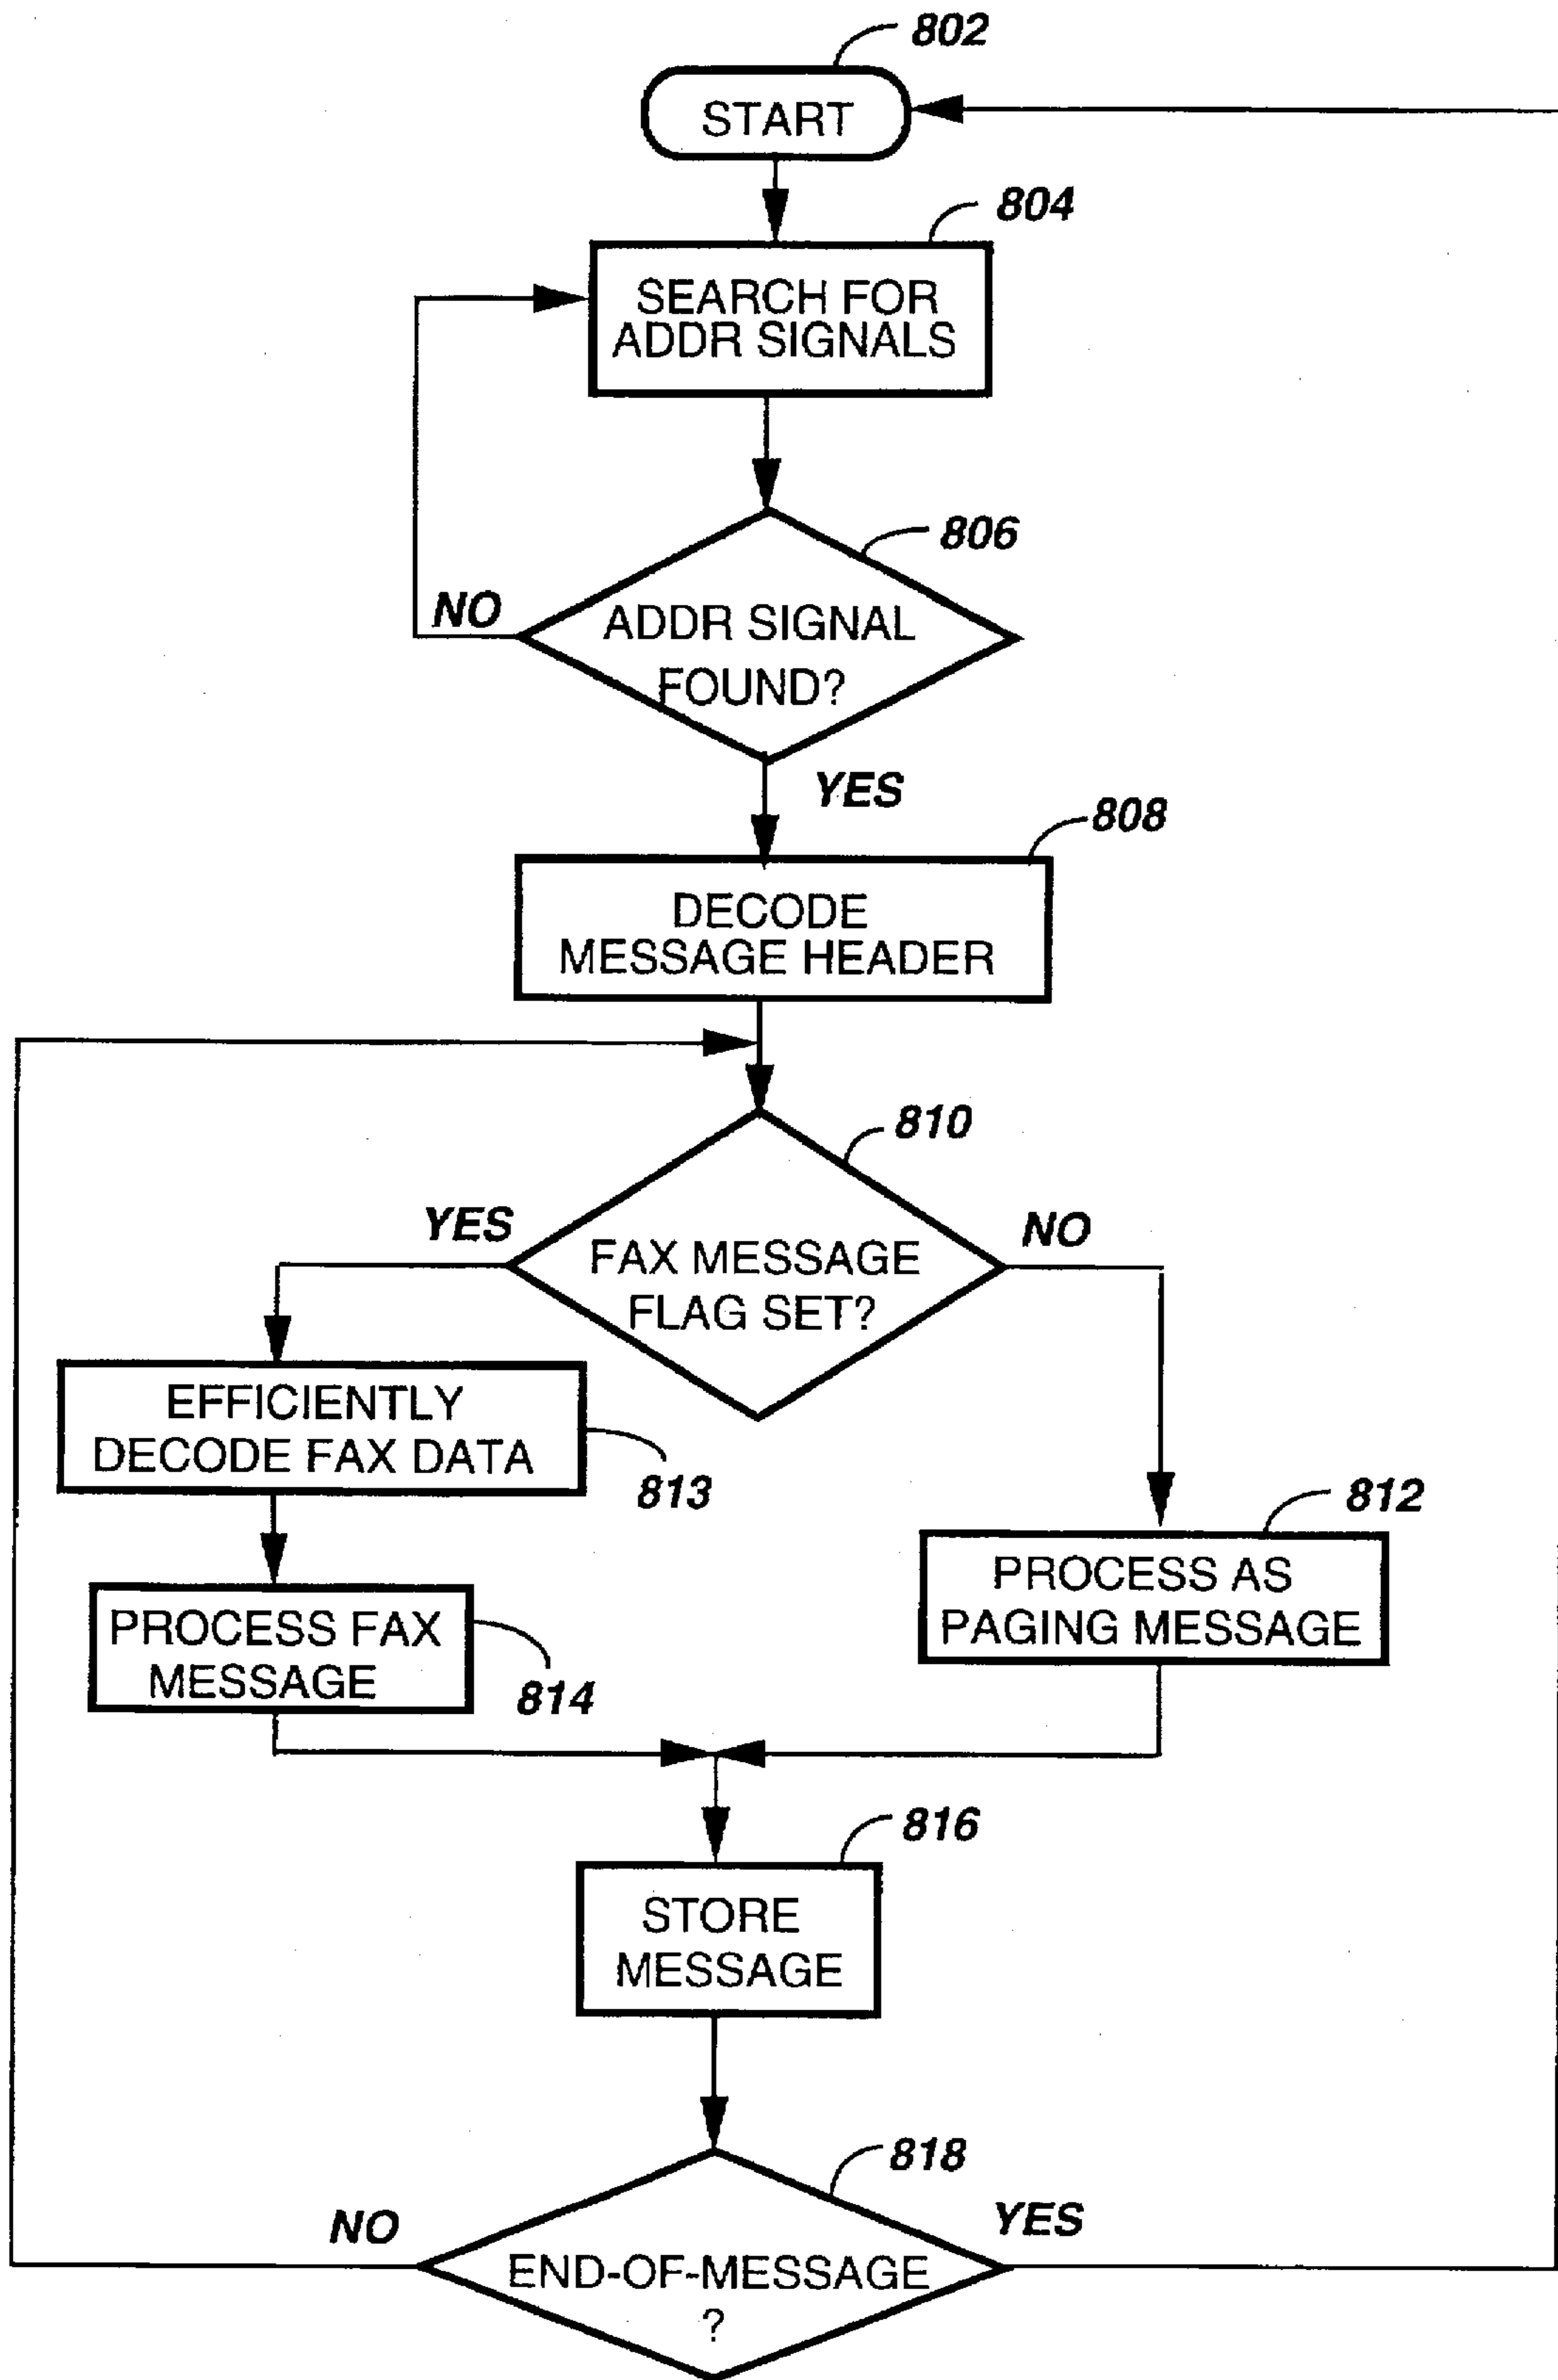 802
START
804
SEARCH FOR
ADDR SIGNALS
806
NO
ADDR SIGNAL
FOUND?
YES
808
DECODE
MESSAGE HEADER
810
YES
NO
FAX MESSAGE
FLAG SET?
EFFICIENTLY
DECODE FAX DATA
813
812
PROCESS AS
PAGING MESSAGE
PROCESS FAX
MESSAGE
814
816
STORE
MESSAGE
818
NO
YES
END-OF-MESSAGE
?